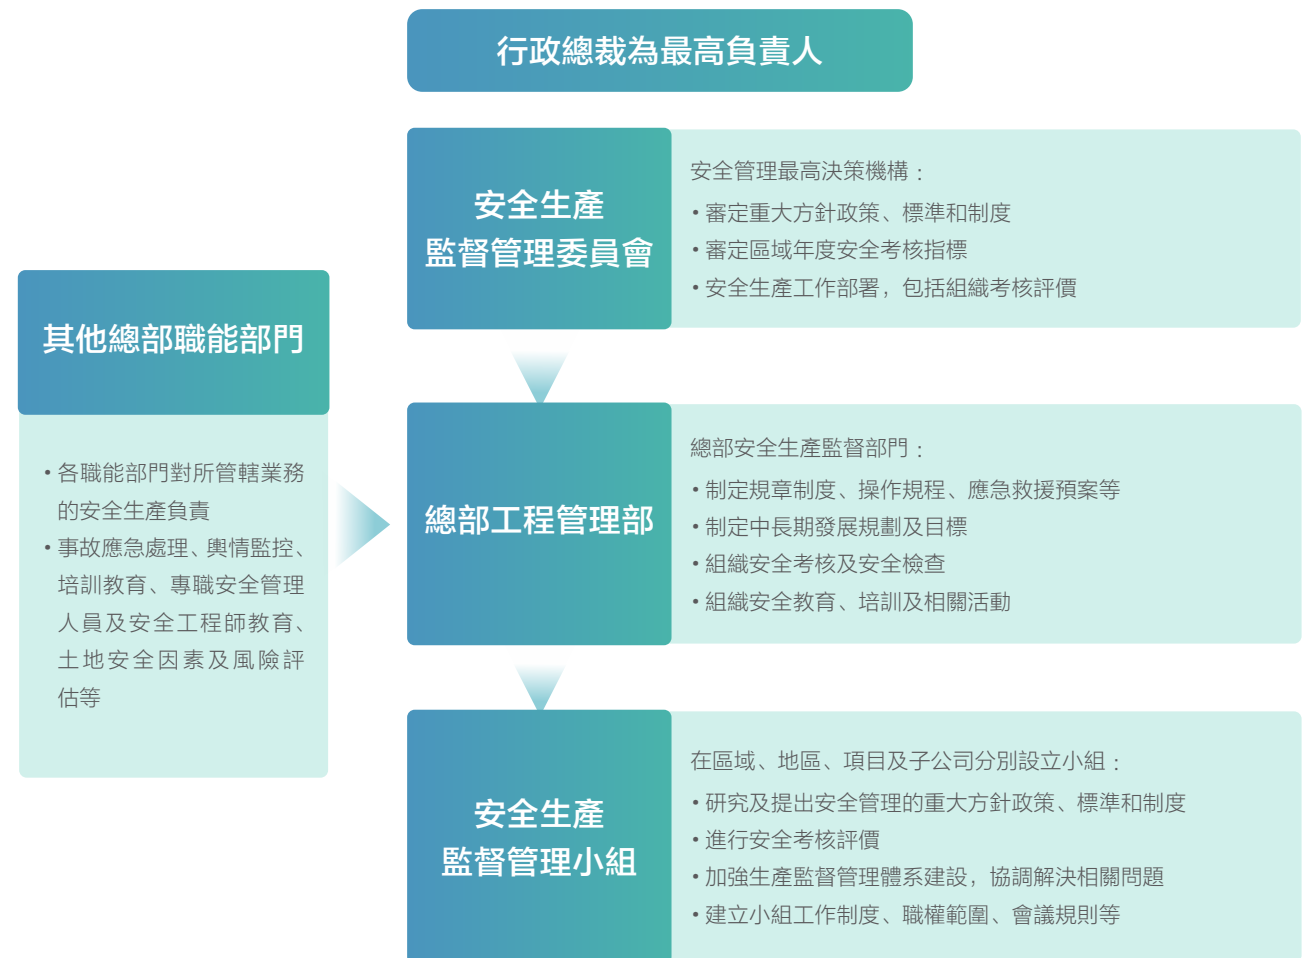 行政總裁為最高負責人
安全生產
監督管理委員會
安全管理最高決策機構：
•審定重大方針政策、標準和制度
•審定區域年度安全考核指標
•安全生產工作部署，包括組織考核評價
其他總部職能部門
•各職能部門對所管轄業務
的安全生產負責
•事故應急處理、輿情監控、
培訓教育、專職安全管理
人員及安全工程師教育、
土地安全因素及風險評
估等
總部工程管理部
總部安全生產監督部門：
•制定規章制度、操作規程、應急救援預案等
•制定中長期發展規劃及目標
•組織安全考核及安全檢查
•組織安全教育、培訓及相關活動
安全生產
監督管理小組
在區域、地區、項目及子公司分別設立小組：
•研究及提出安全管理的重大方針政策、標準和制度
•進行安全考核評價
•加強生產監督管理體系建設，協調解決相關問題
•建立小組工作制度、職權範圍、會議規則等